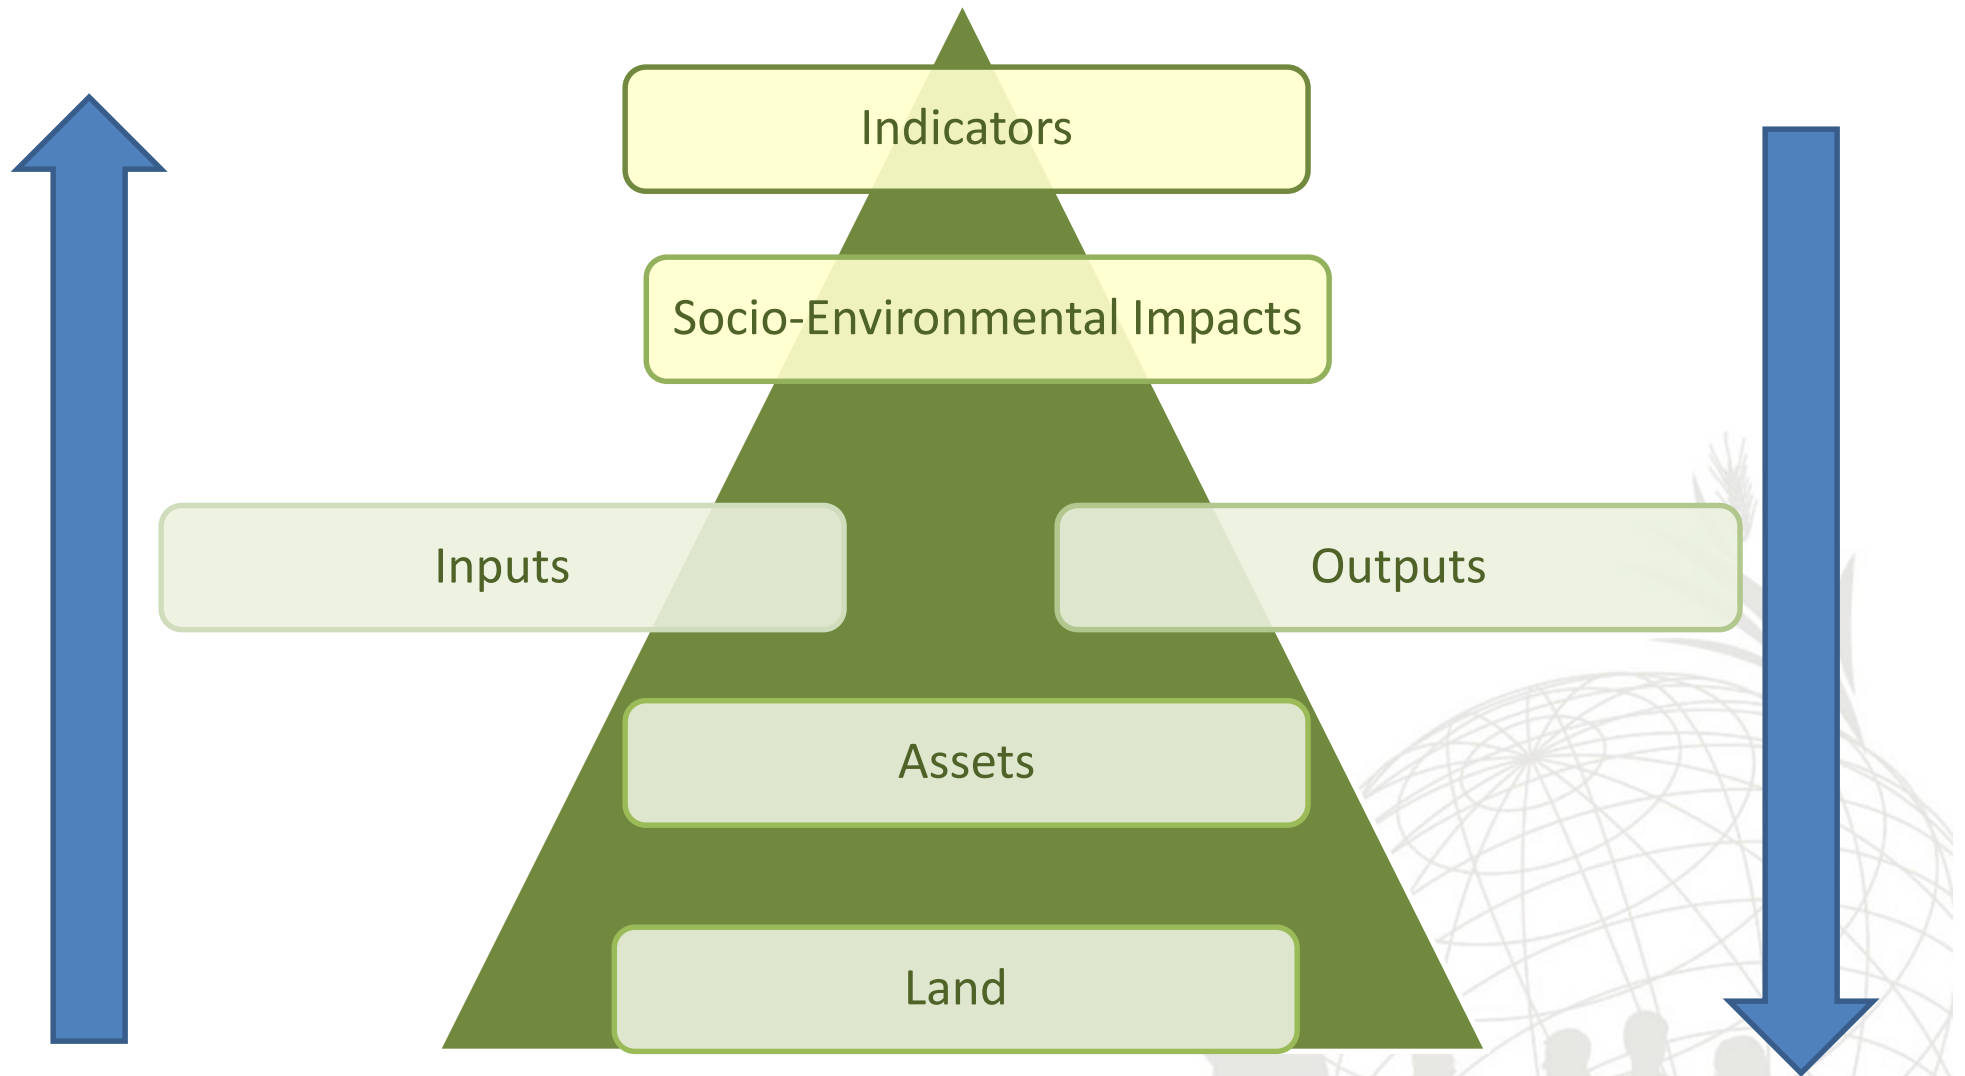 Indicators
Socio-Environmental Impacts
Inputs
Outputs
Assets
Land